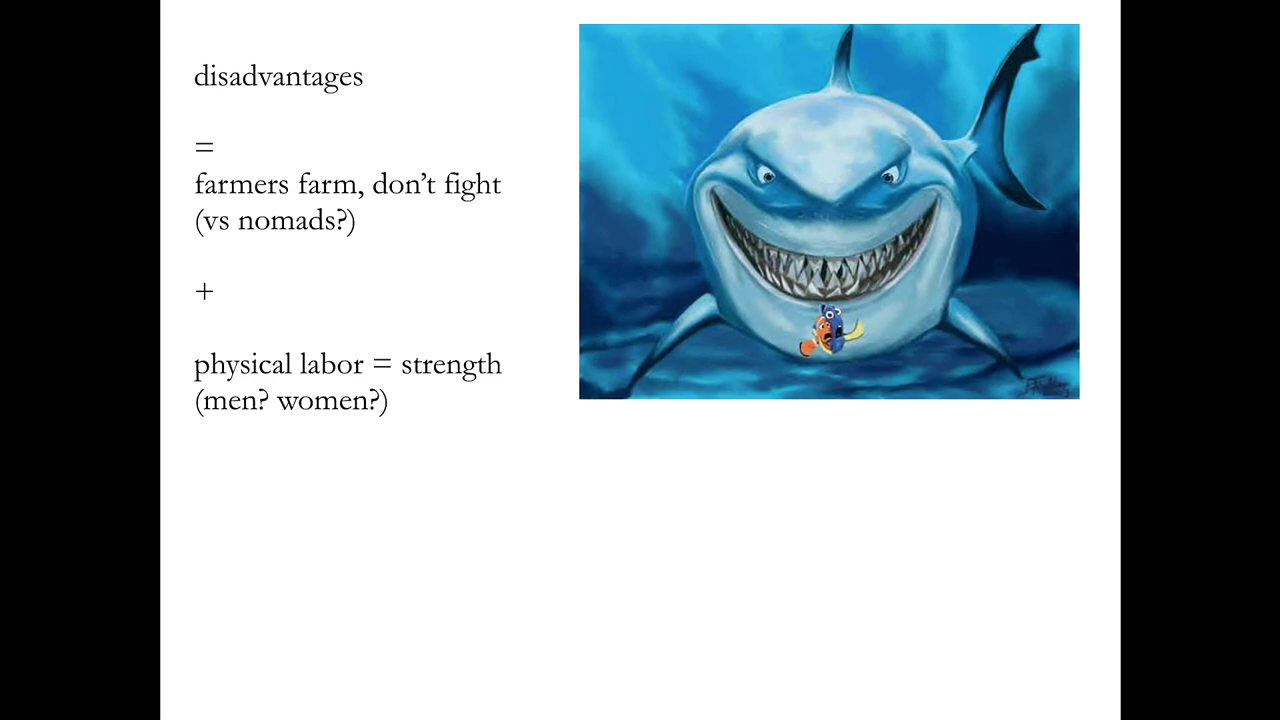 disadvantages
=
farmers farm, don’t fight
(vs nomads?)
+
physical labor = strength
(men? women?)